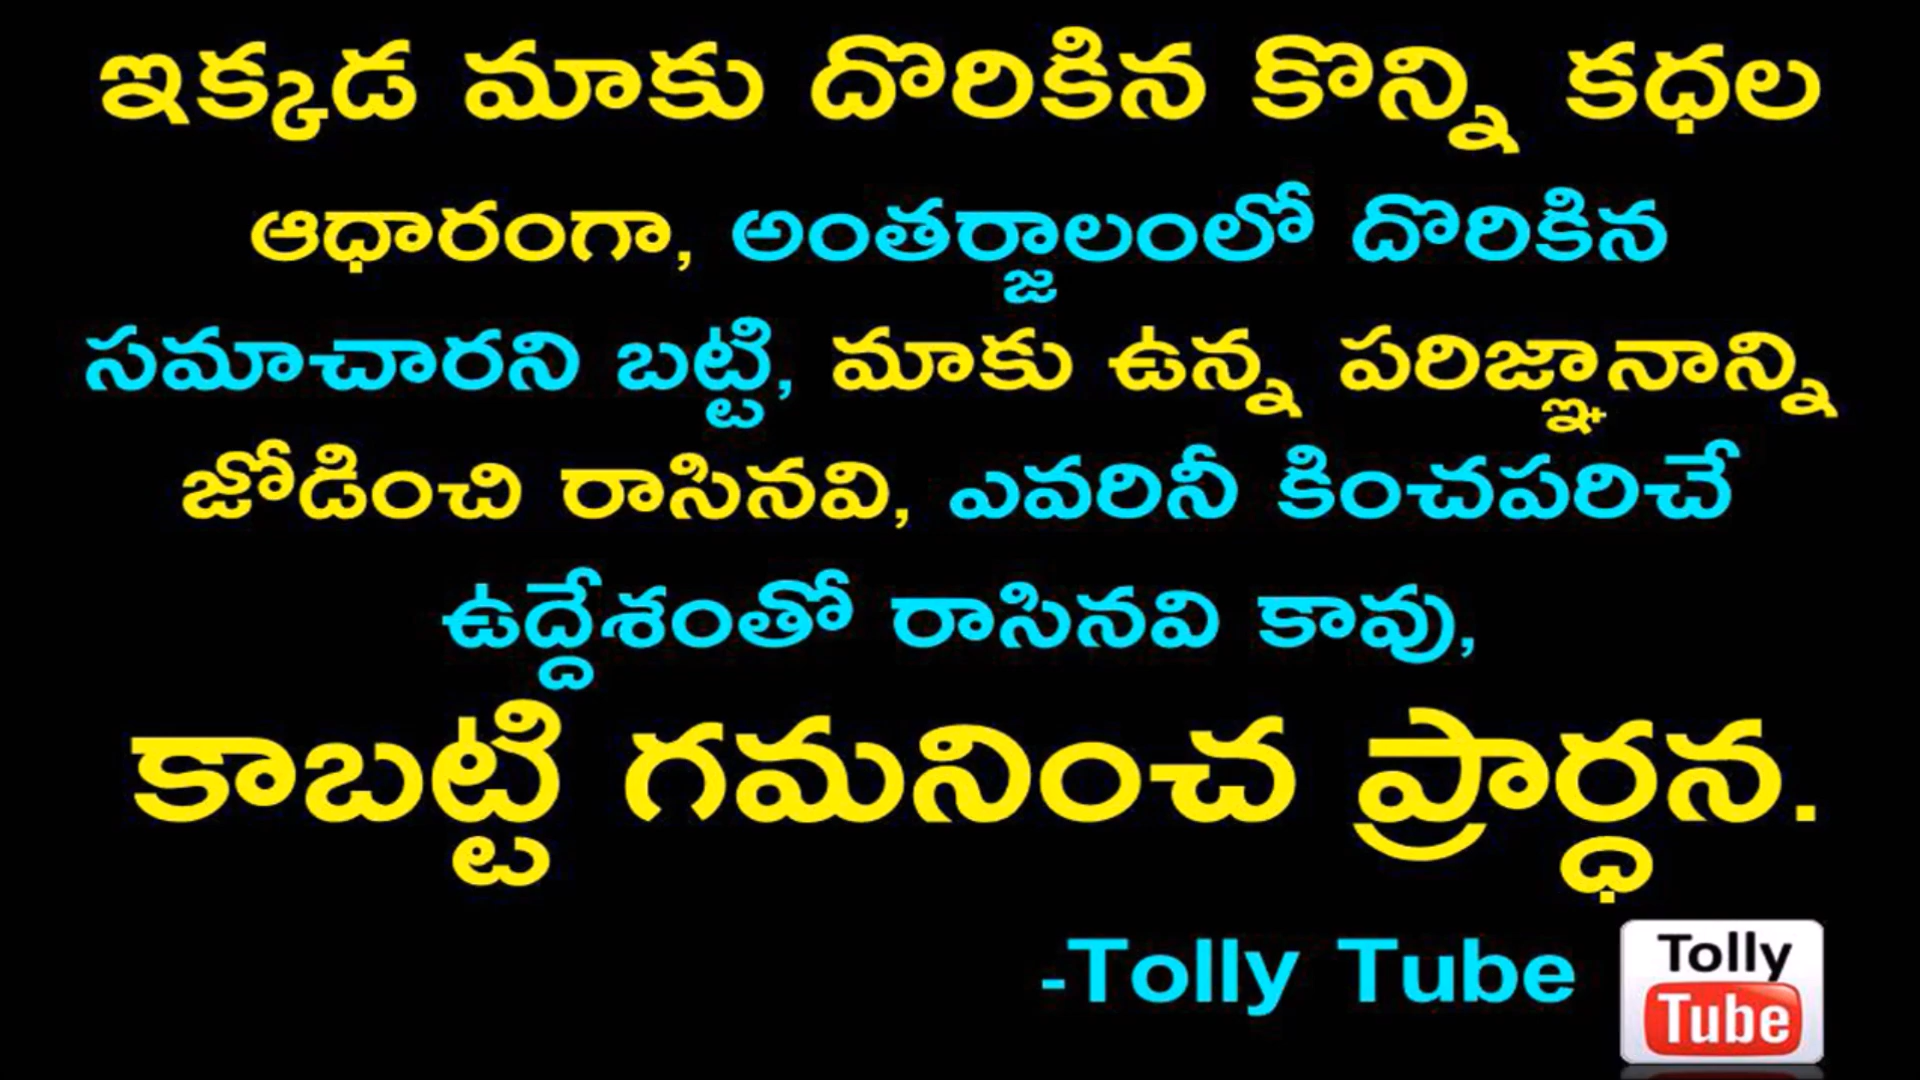 ఇక్కడ మాకు దొరికిన కొన్ని కధల
ఆధారంగా, అంతర్జాలంలో దొరికిన
సమాచారని బట్టి, మాకు ఉన్న పరిజ్ఞానాన్ని
జోడించి రాసినవి, ఎవరినీ కించపరిచే
ఉద్దేశంతో రాసినవి కావు,
కాబట్టి గమనించ ప్రార్ధన.
-Tolly Tube
Tolly
Tube